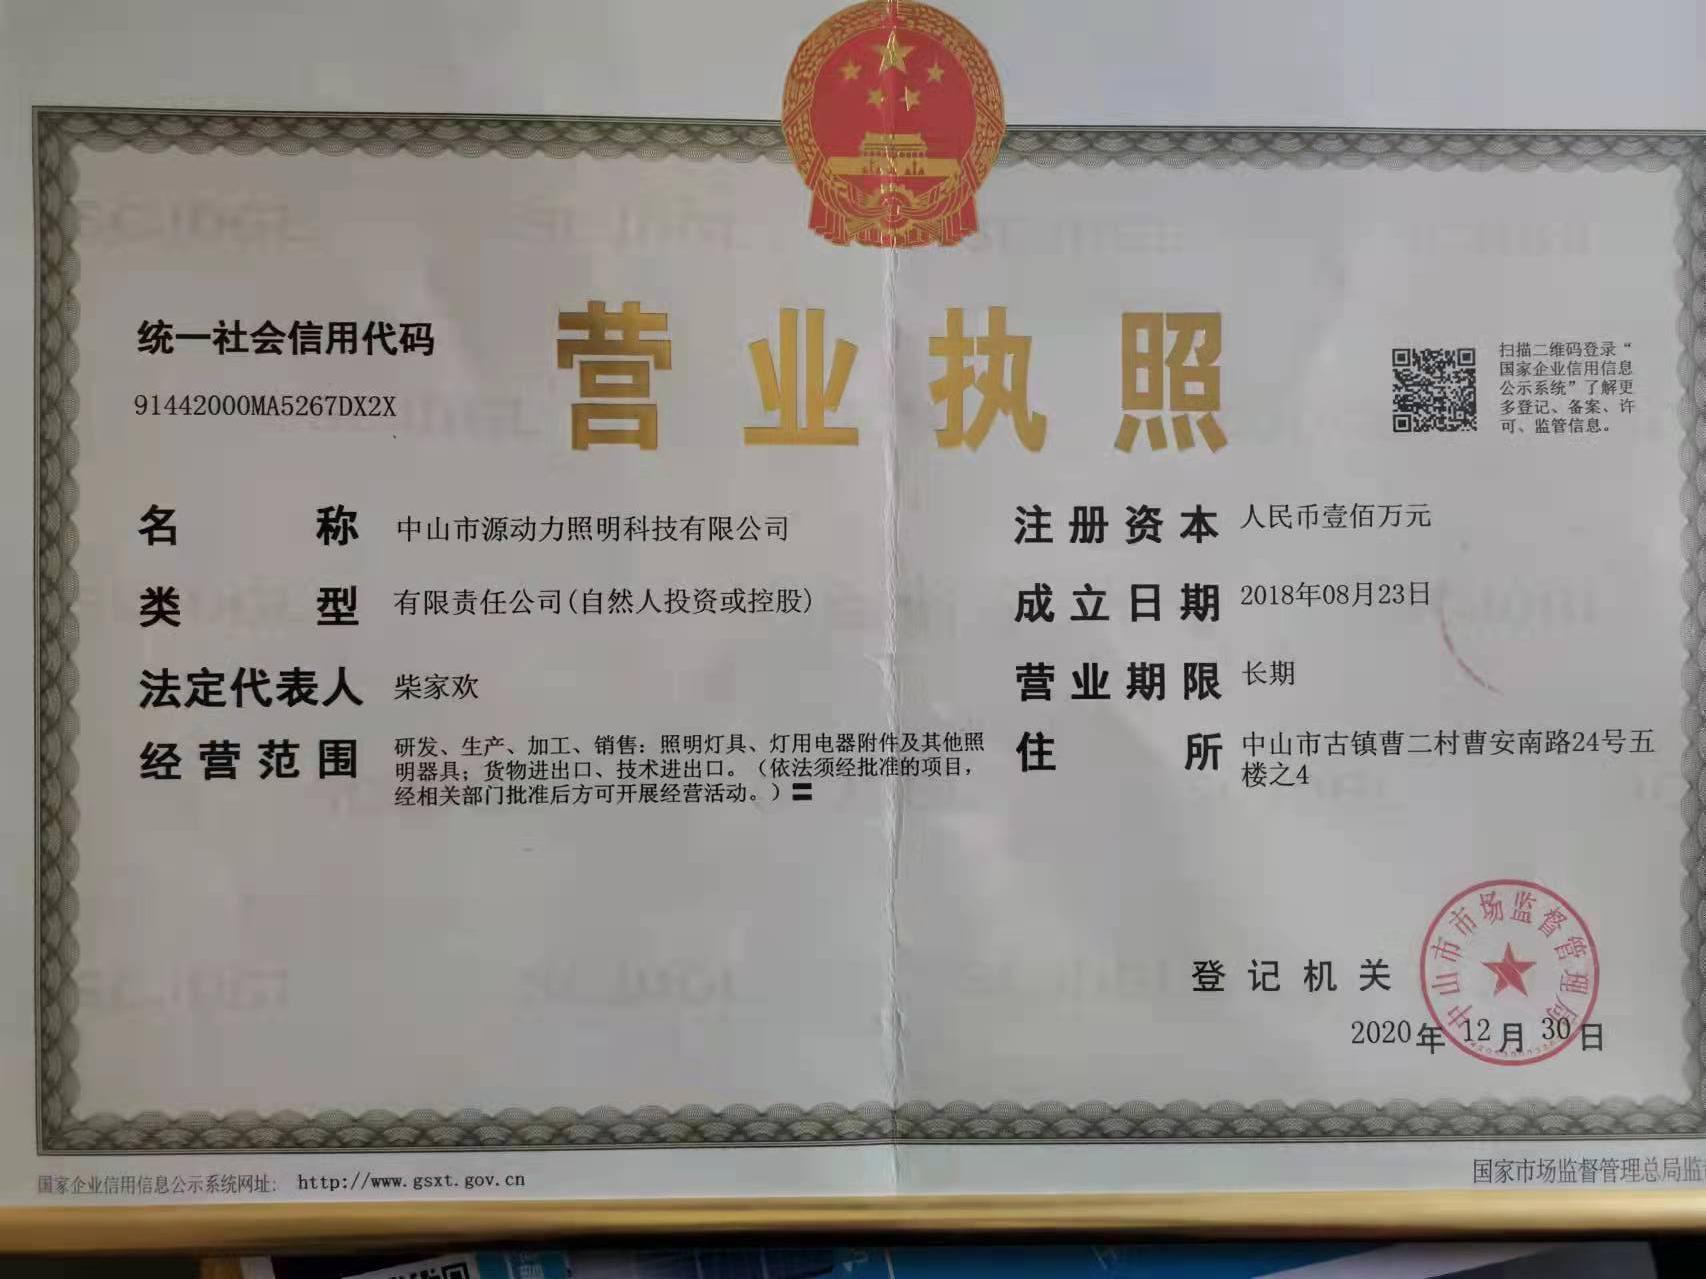 营业执照
统一社会信用代码
91442000MA5267DX2X
扫描二维码登录“
国家企业信用信息
公示系统”了解更
多登记、备案、许
可、监管信息。
名称 中山市源动力照明科技有限公司
类型 有限责任公司(自然人投资或控股)
法定代表人 柴家欢
经营范围 研发、生产、加工、销售：照明灯具、灯用电器附件及其他照
明器具；货物进出口、技术进出口。（依法须经批准的项目，
经相关部门批准后方可开展经营活动。）〓
注册资本 人民币壹佰万元
成立日期 2018年08月23日
营业期限 长期
住所 中山市古镇曹二村曹安南路24号五
楼之4
登记机关
中山市市场监督管理局
2020年12月30日
国家企业信用信息公示系统网址： http://www.gsxt.gov.cn
国家市场监督管理总局监